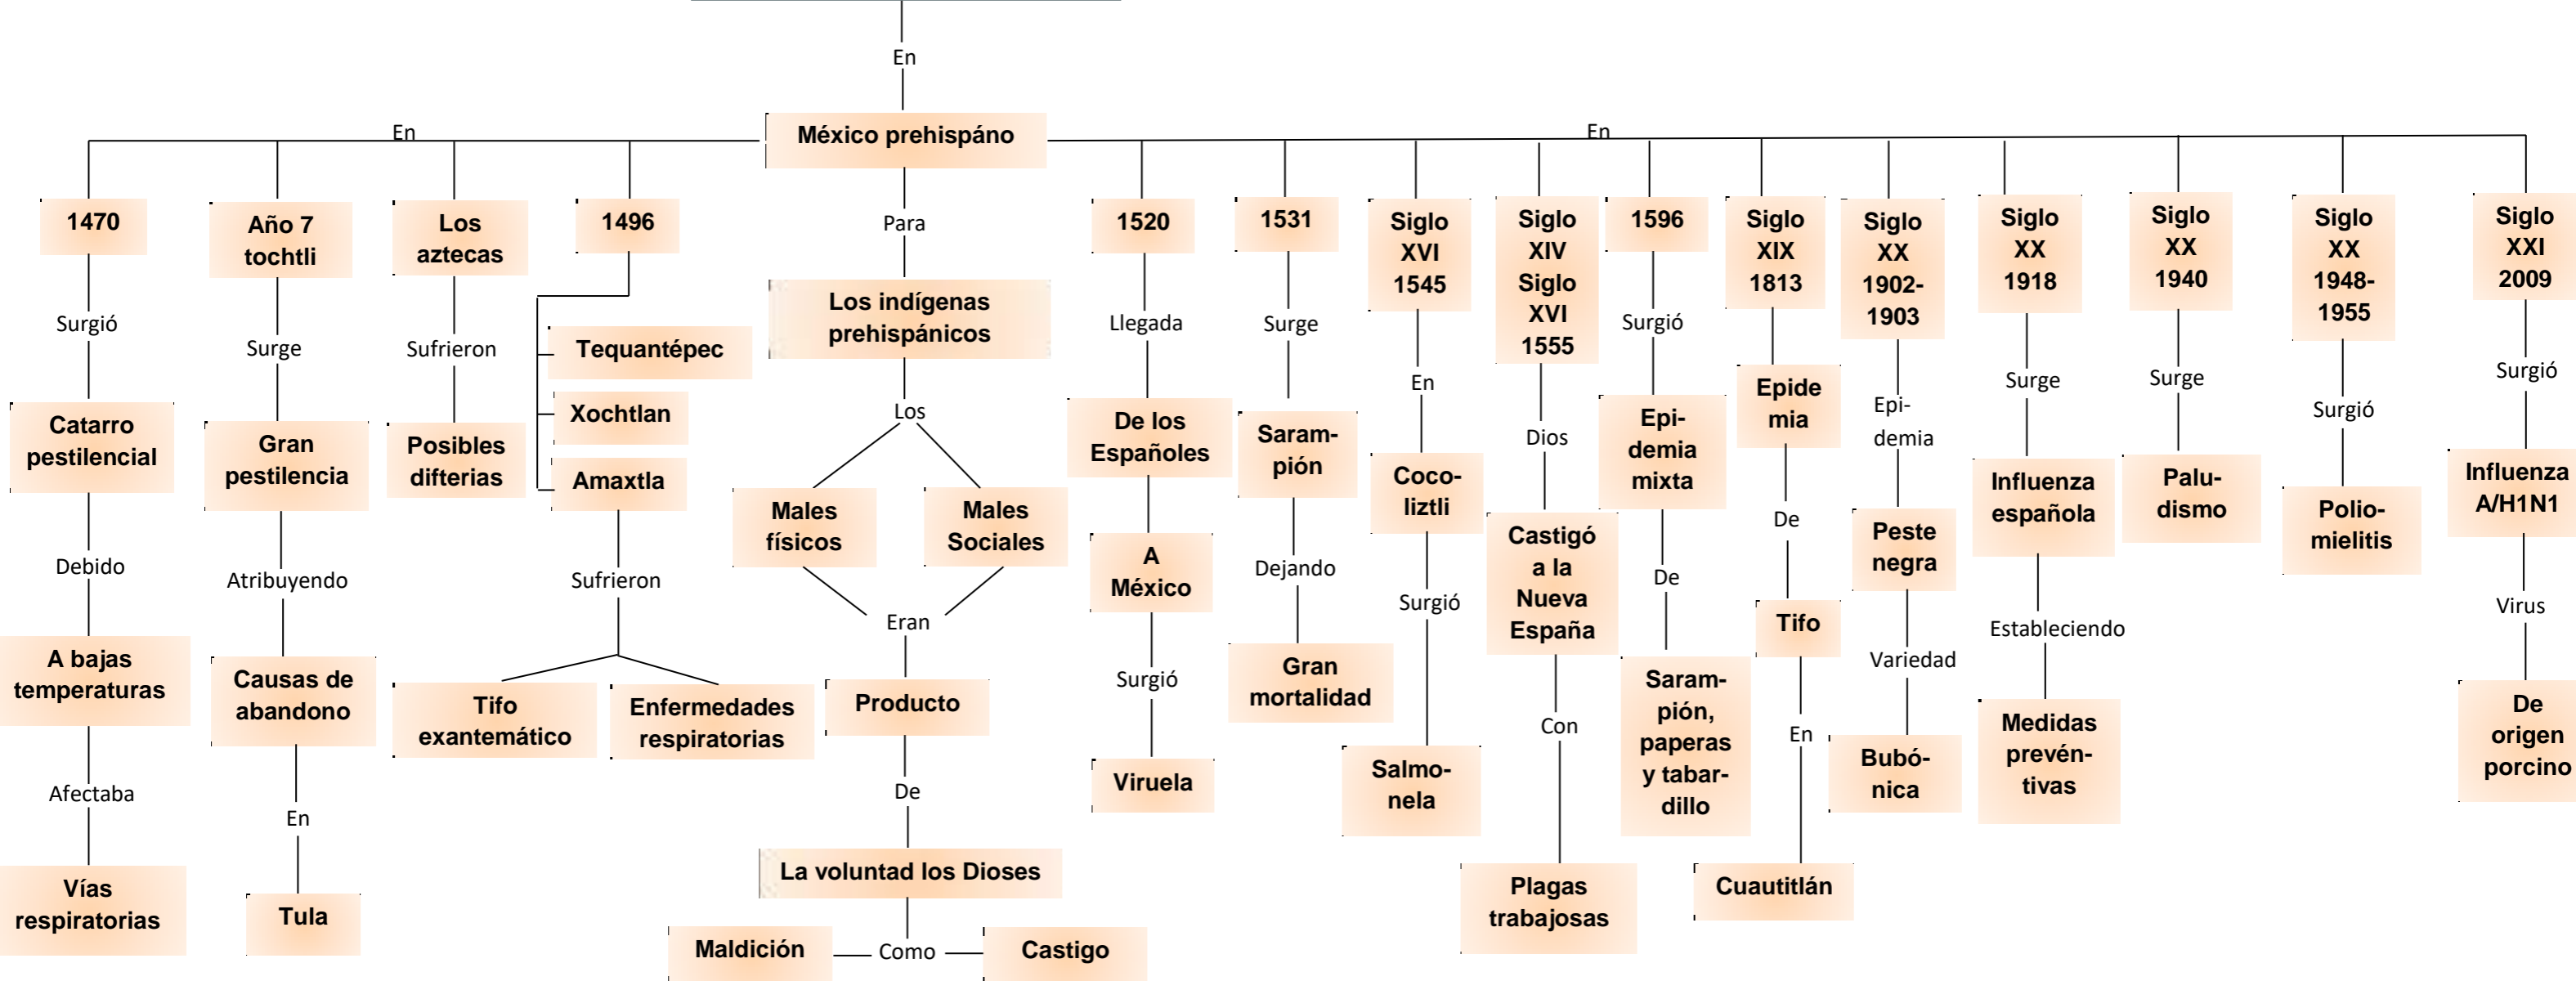 En
México prehispáno
En
En
1470
Surgió
Catarro
pestilencial
Debido
A bajas
temperaturas
Afectaba
Vías
respiratorias
Año 7
tochtli
Surge
Gran
pestilencia
Atribuyendo
Causas de
abandono
En
Tula
Los
aztecas
Sufrieron
Posibles
difterias
1496
Tequantépec
Xochtlan
Amaxtla
Sufrieron
Tifo
exantemático
Enfermedades
respiratorias
Para
Los indígenas
prehispánicos
Los
Males
físicos
Males
Sociales
Eran
Producto
De
La voluntad los Dioses
Maldición
Como
Castigo
1520
Llegada
De los
Españoles
A
México
Surgió
Viruela
1531
Surge
Saram-
pión
Dejando
Gran
mortalidad
Siglo
XVI
1545
En
Coco-
liztli
Surgió
Salmo-
nela
Siglo
XIV
Siglo
XVI
1555
Dios
Castigó
a la
Nueva
España
Con
Plagas
trabajosas
1596
Surgió
Epi-
demia
mixta
De
Saram-
pión,
paperas
y tabar-
dillo
Siglo
XIX
1813
Epide
mia
De
Tifo
En
Cuautitlán
Siglo
XX
1902-
1903
Epi-
demia
Peste
negra
Variedad
Bubó-
nica
Siglo
XX
1918
Surge
Influenza
española
Estableciendo
Medidas
prevén-
tivas
Siglo
XX
1940
Surge
Palu-
dismo
Siglo
XX
1948-
1955
Surgió
Polio-
mielitis
Siglo
XXI
2009
Surgió
Influenza
A/H1N1
Virus
De
origen
porcino